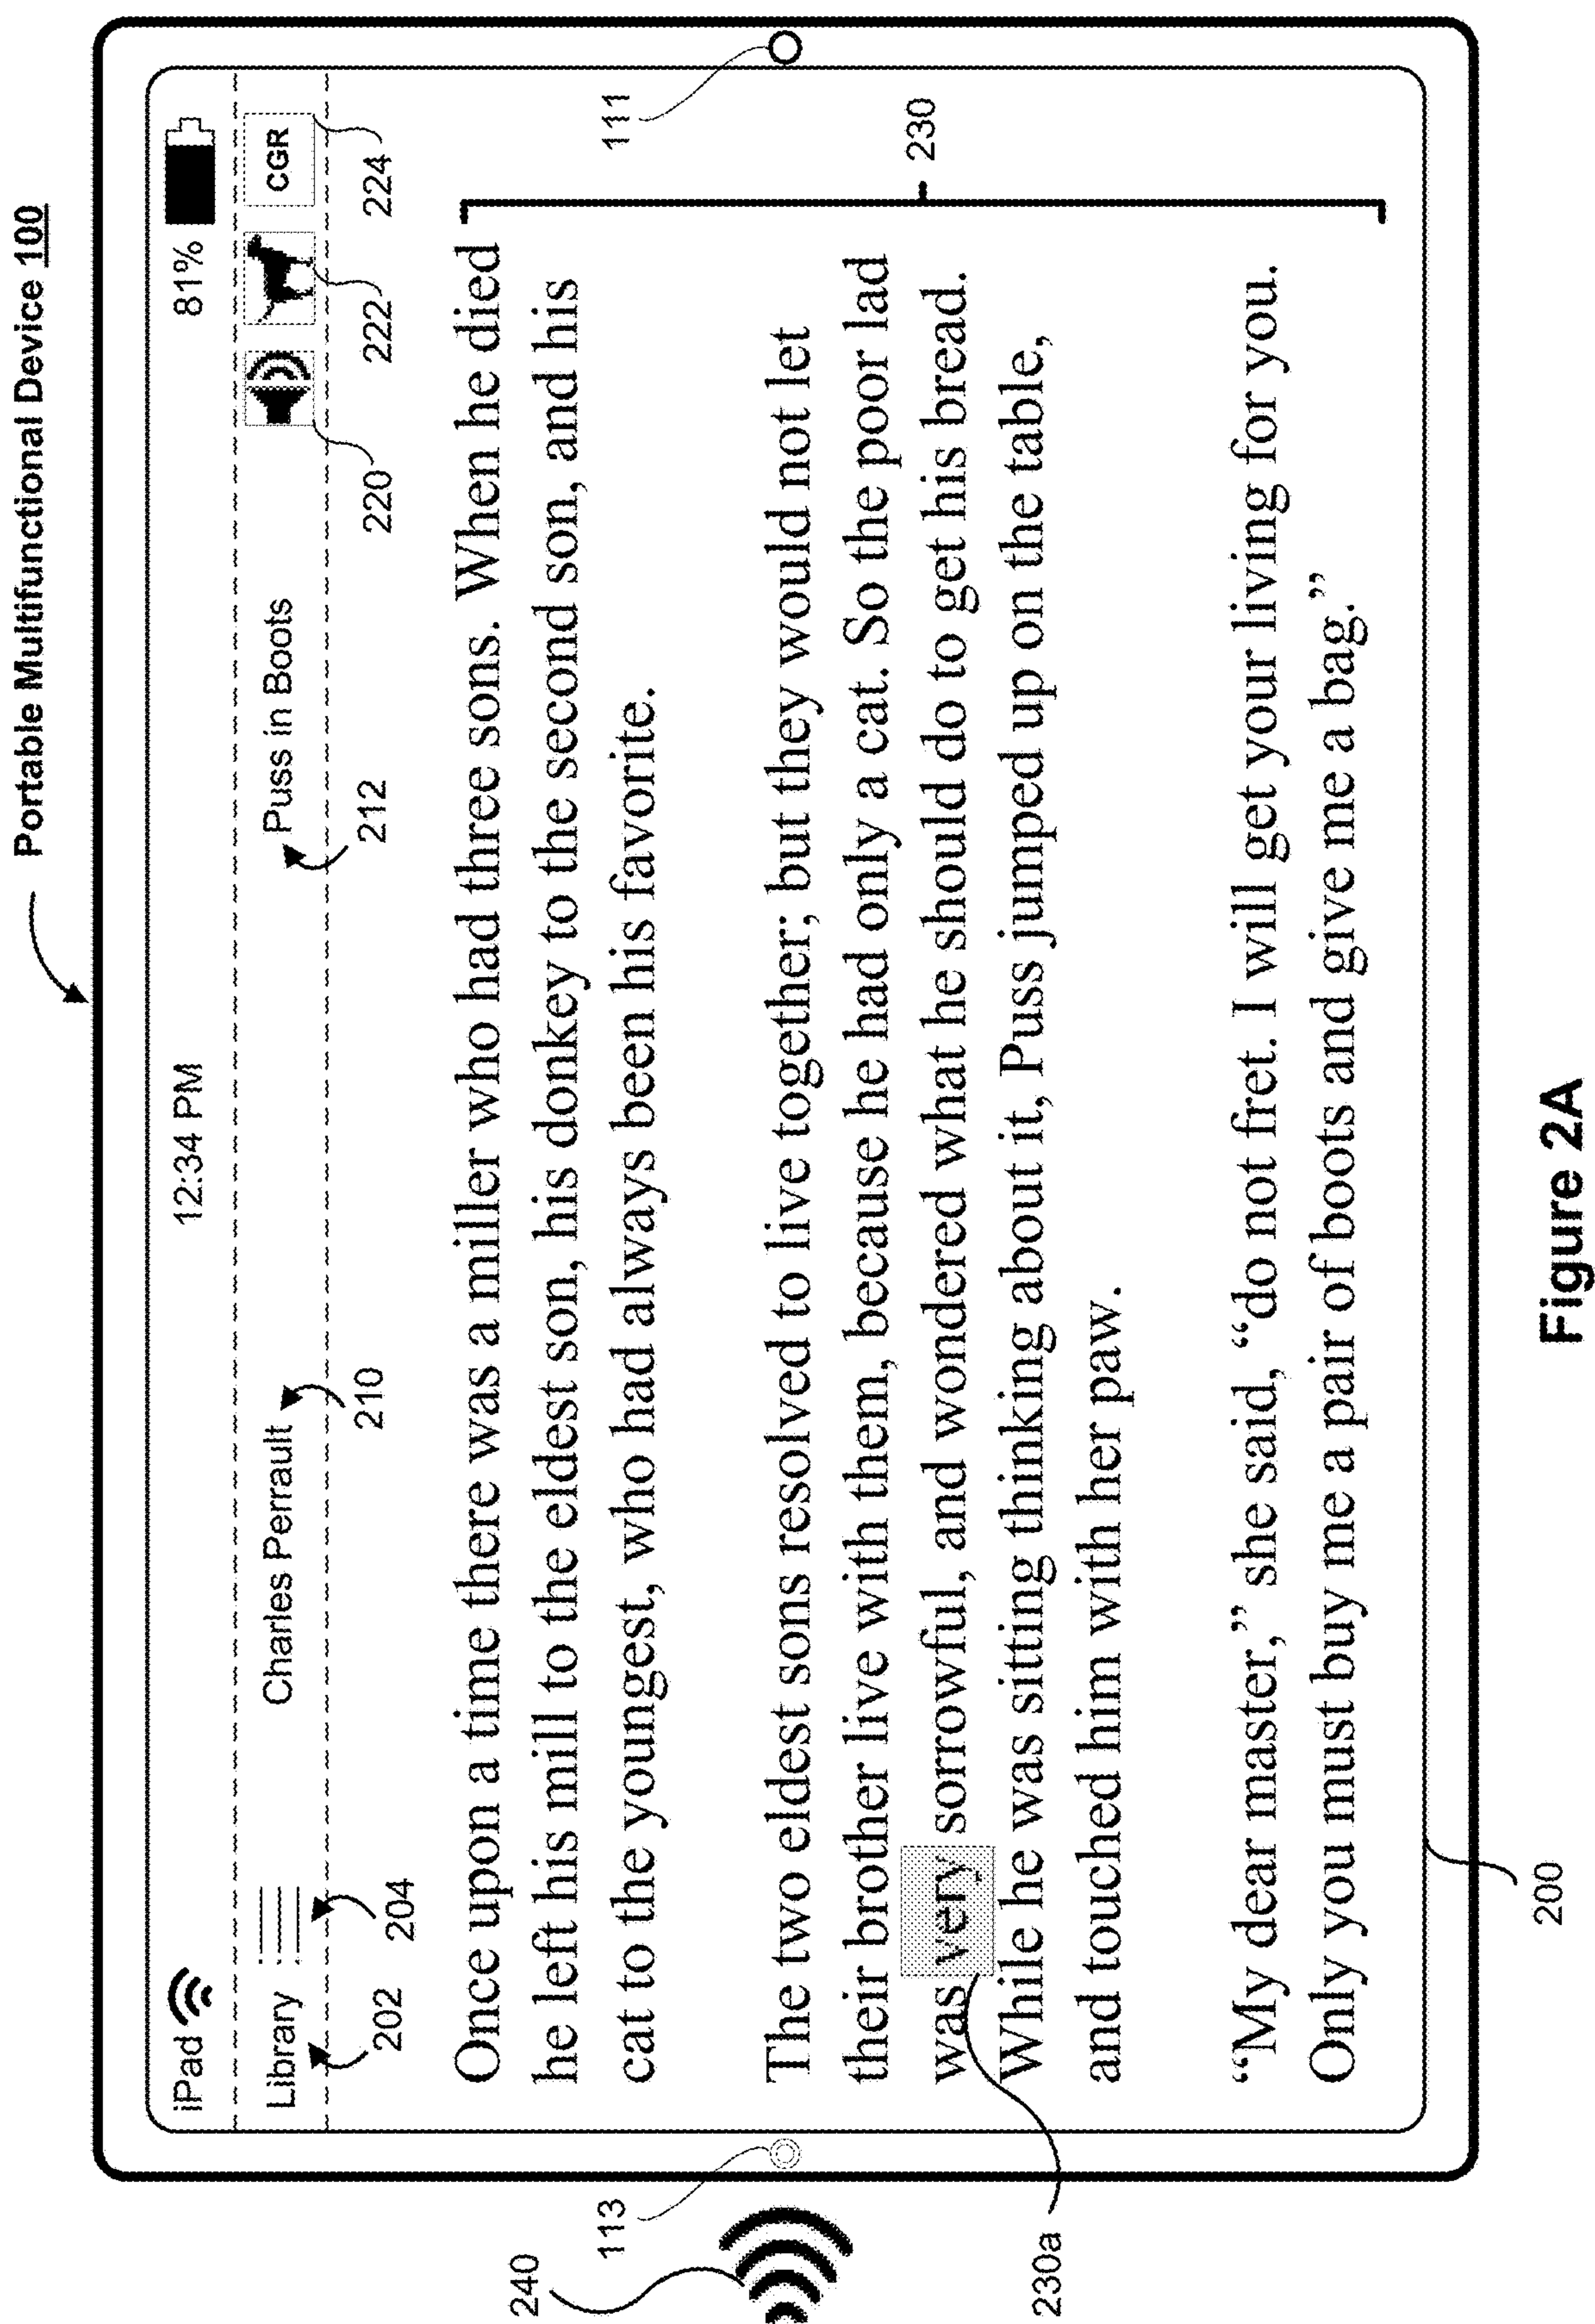 Portable Multifunctional Device 100
iPad
12:34 PM
81%
Library
204
202
Charles Perrault
210
Puss in Boots
212
220
222
CGR
224
Once upon a time there was a miller who had three sons. When he died
he left his mill to the eldest son, his donkey to the second son, and his
cat to the youngest, who had always been his favorite.
The two eldest sons resolved to live together; but they would not let
their brother live with them, because he had only a cat. So the poor lad
was very sorrowful, and wondered what he should do to get his bread.
While he was sitting thinking about it, Puss jumped up on the table,
and touched him with her paw.
“My dear master,” she said, “do not fret. I will get your living for you.
Only you must buy me a pair of boots and give me a bag.”
240
113
230a
111
230
200
Figure 2A